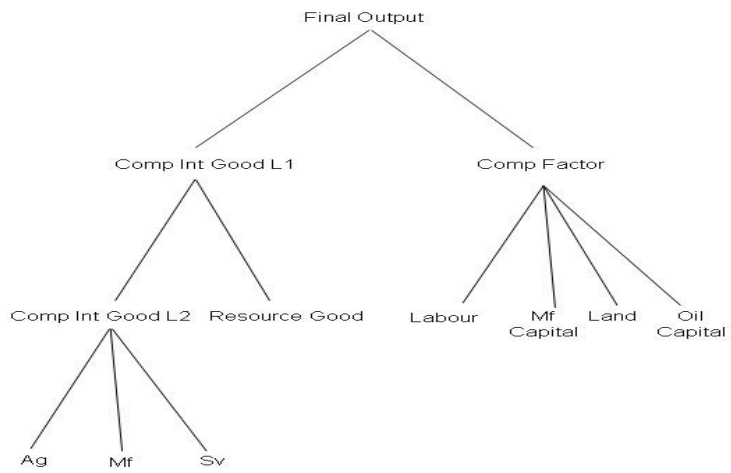 Final Output
Comp Int Good L1
Comp Factor
Comp Int Good L2
Resource Good
Labour
Mf
Capital
Land
Oil
Capital
Ag
Mf
Sv